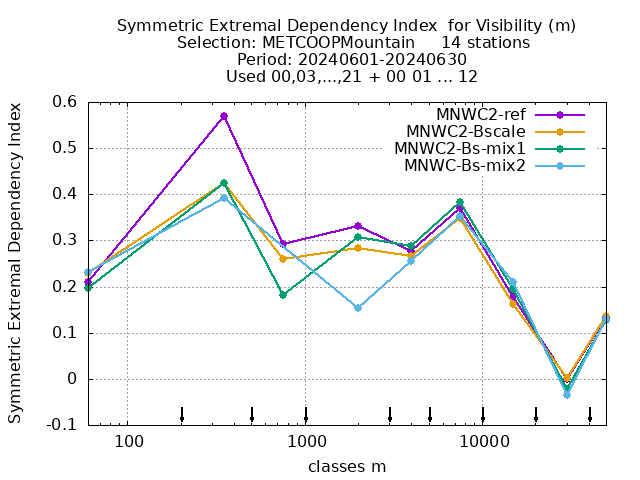 Symmetric Extremal Dependency Index  for Visibility (m)
Selection: METCOOPMountain     14 stations
Period: 20240601-20240630
Used 00,03,...,21 + 00 01 ... 12
Symmetric Extremal Dependency Index
0.6
0.5
0.4
0.3
0.2
0.1
0
-0.1
MNWC2-ref
MNWC2-Bscale
MNWC2-Bs-mix1
MNWC-Bs-mix2
100
1000
10000
classes m